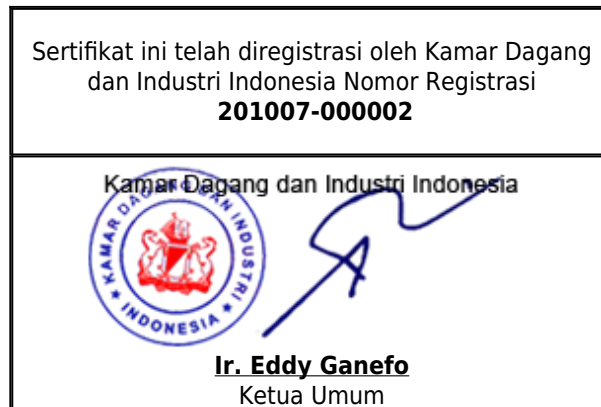 Sertifikat ini telah diregistrasi oleh Kamar Dagang
dan Industri Indonesia Nomor Registrasi
201007-000002
Kamar Dagang dan Industri Indonesia
KAMAR DAGANG DAN INDUSTRI
INDONESIA
Ir. Eddy Ganefo
Ketua Umum